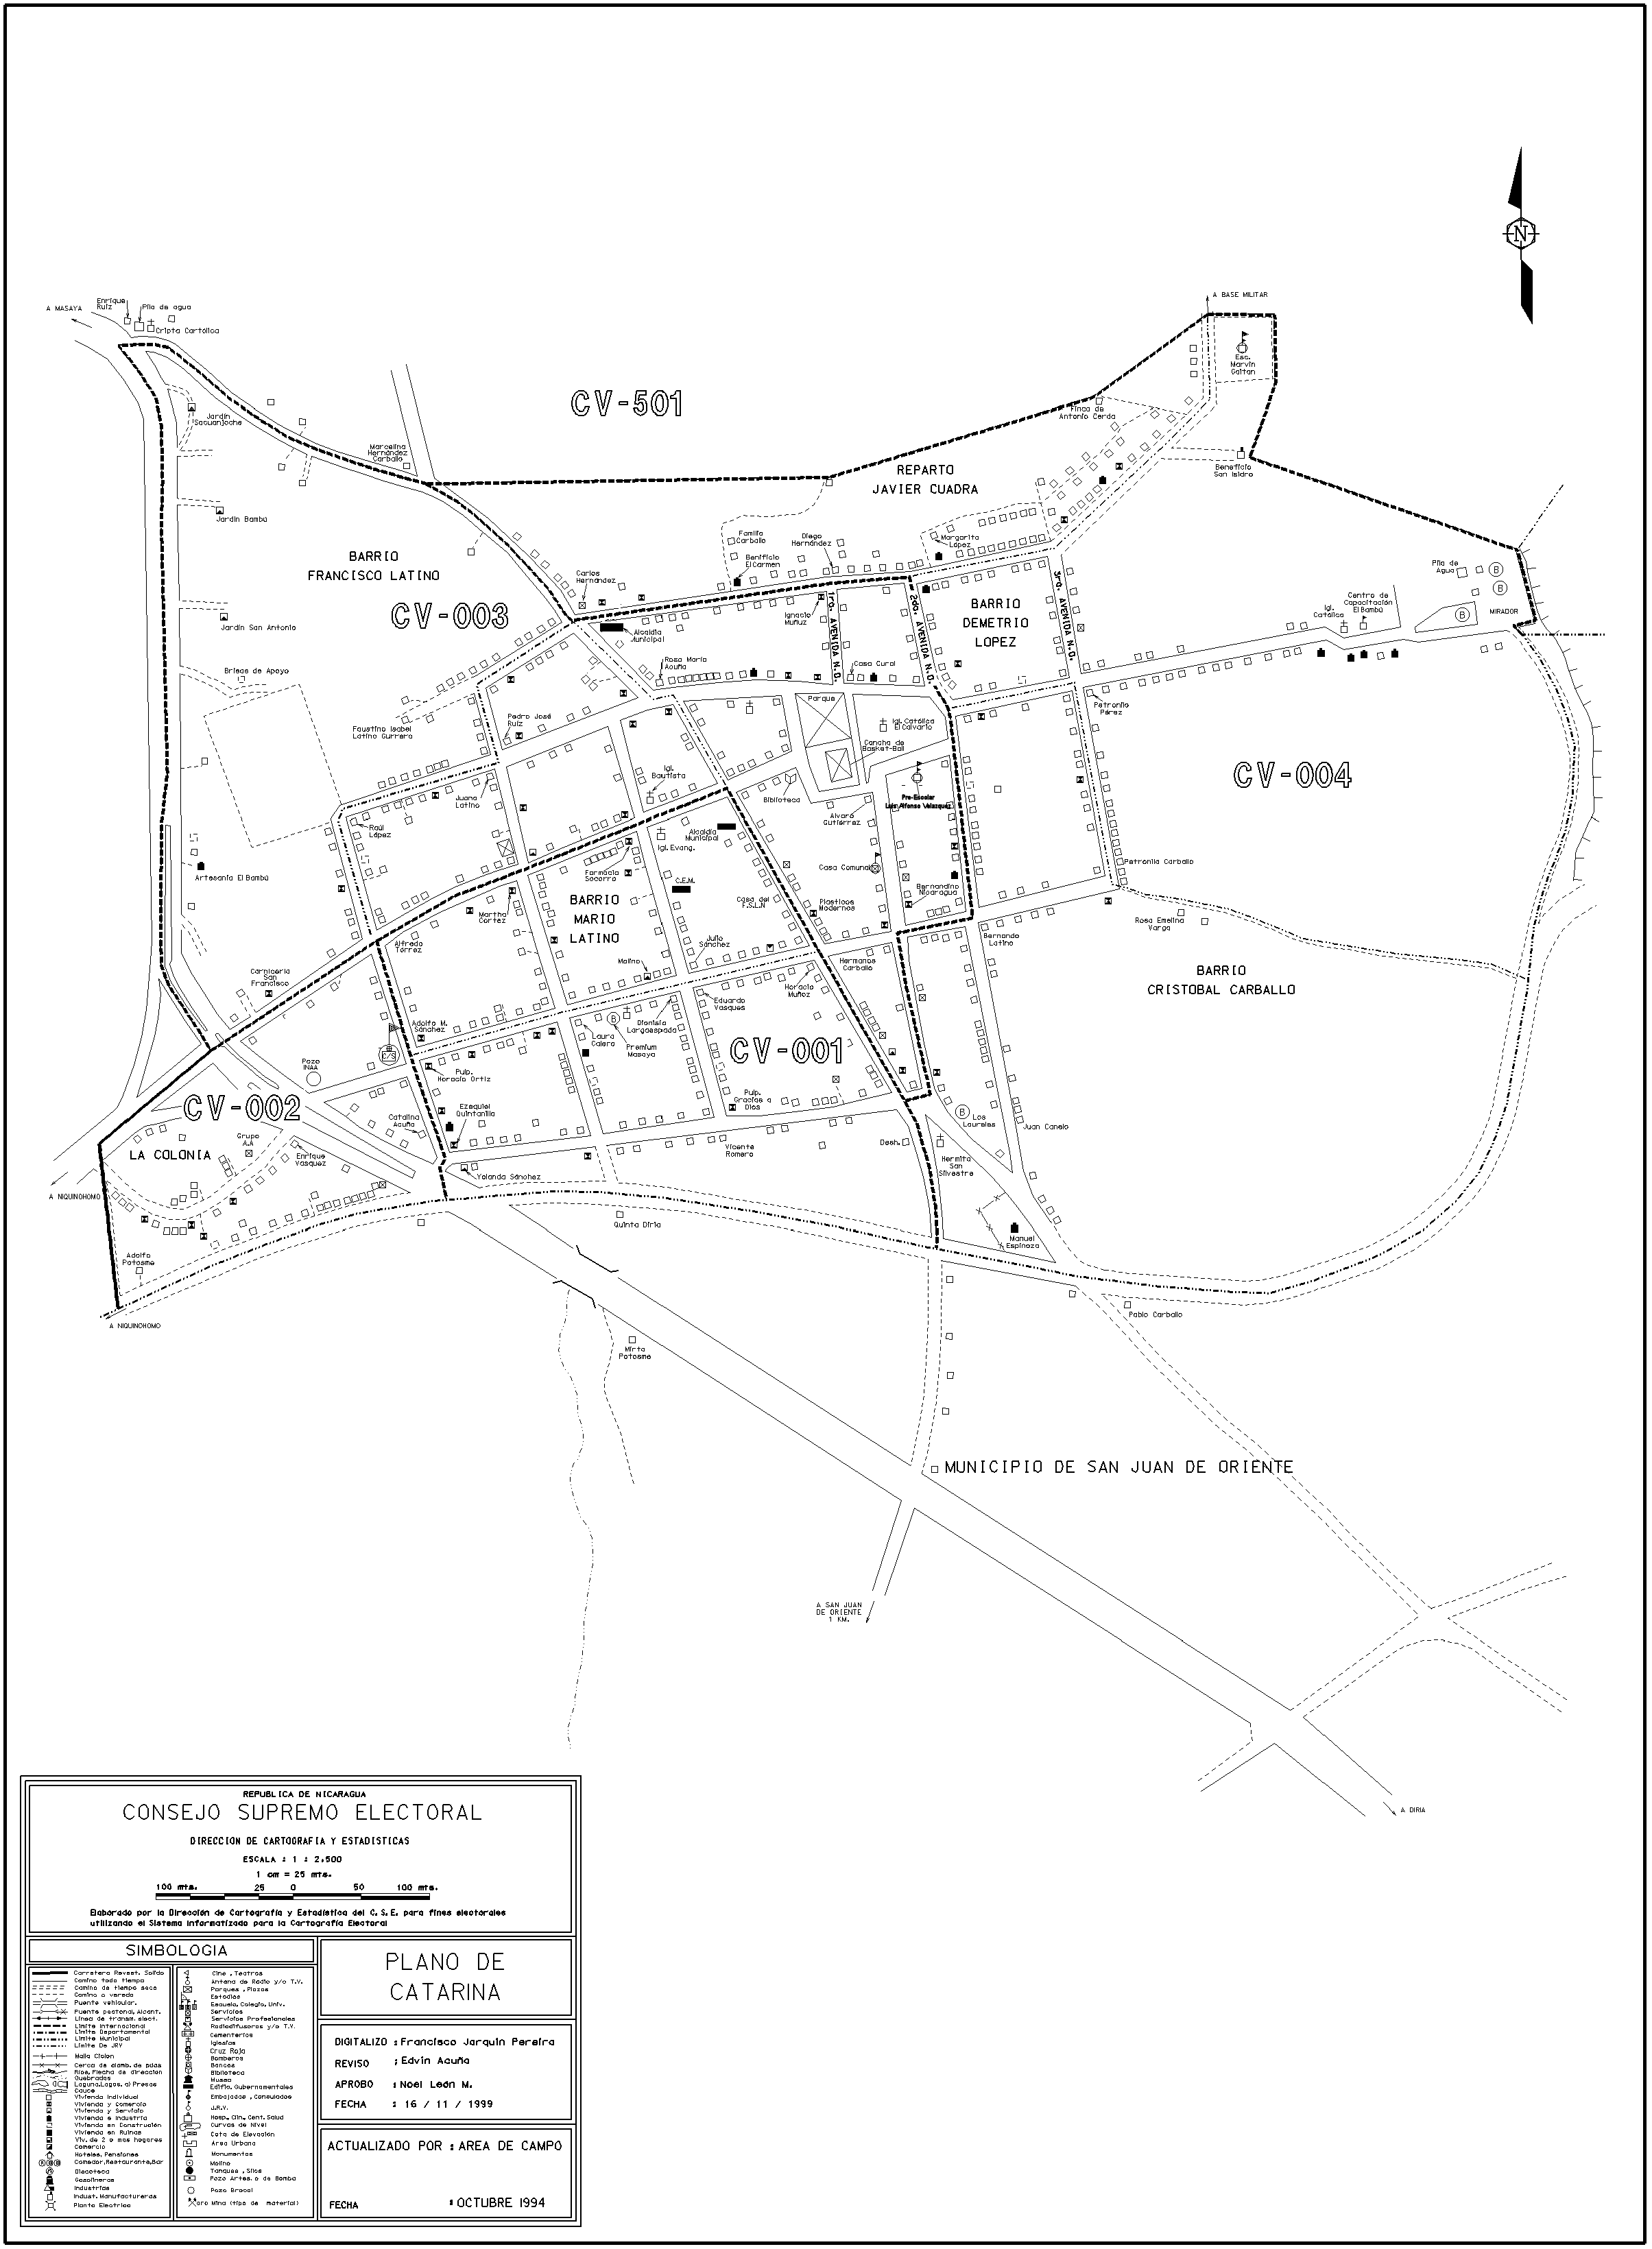 N
A BASE MILITAR
Enrique
Ruiz
Pila de agua
A MASAYA
Cripta Cartólica
Esc.
Marvin
Gaitan
CV-501
Finca de
Antonio Cerda
Jardín
Sacuanjoche
Marcelina
Hernández
Carballo
REPARTO
JAVIER CUADRA
Beneficio
San Isidro
Jardín Bambú
Familia
Carballo
Diego
Hernández
Margarita
López
BARRIO
FRANCISCO LATINO
Benificio
El Carmen
Carlos
Hernández
Pila de
Agua
B
B
B
MIRADOR
CV-003
Ignacio
Muñuz
1ra. AVENIDA N.O.
2da. AVENIDA N.O.
3ra. AVENIDA N.O.
BARRIO
DEMETRIO
LOPEZ
Centro de
Capacitación
El Bambú
Igl.
Católica
Jardín San Antonio
Alcaldía
Municipal
Rosa María
Acuña
Casa Cural
Brisas de Apoyo
Parque
Petronilo
Pérez
Pedro José
Ruiz
Faustino Isabel
Latino Gurrero
Igl. Católica
El Calvario
Cancha de
Basket-Ball
CV-004
Igl.
Bautista
Juana
Latino
Biblioteca
Pre-Escolar
Luis Alfonso Velazquez
Raúl
López
Alcaldía
Municipal
Alvaro
Gutiérrez
Igl. Evang.
Petronila Carballo
Artesanía El Bambú
Farmacia
Socorro
C.E.M.
Casa Comunal
Bernandino
Nicaragua
BARRIO
MARIO
LATINO
Casa del
F.S.L.N
Plasticos
Modernos
Martha
Cortéz
Rosa Emelina
Varga
Alfredo
Tórrez
Julio
Sánchez
Bernardo
Latino
Molino
Hermanos
Carballo
BARRIO
CRISTOBAL CARBALLO
Carnicería
San
Francisco
Horacio
Muñoz
Eduardo
Vasques
Adolfo M.
Sánchez
B
Dionisia
Largaespada
Laura
Calero
Premium
Masaya
CV-001
C/S
Pozo
INAA
Pulp.
Horacio Ortiz
Pulp.
Gracias a
Dios
CV-002
Catalina
Acuña
Ezequiel
Quintanilla
B
Los
Laureles
Juan Canelo
LA COLONIA
Grupo
A.A
Enrique
Vasquez
Vicente
Romero
Desh.
Hermita
San
Silvestre
A NIQUINOHOMO
Yolanda Sánchez
Quinta Diria
Manuel
Espinoza
Adolfo
Potosme
A NIQUINOHOMO
Pablo Carballo
Mirta
Potosme
MUNICIPIO DE SAN JUAN DE ORIENTE
A SAN JUAN
DE ORIENTE
1 KM.
A DIRIA
REPUBLICA DE NICARAGUA
CONSEJO SUPREMO ELECTORAL
DIRECCION DE CARTOGRAFIA Y ESTADISTICAS
ESCALA : 1 : 2,500
1 cm = 25 mts.
100 mts. 25 0 50 100 mts.
Elaborado por la Dirección de Cartografía y Estadística del C.S.E. para fines electorales
utilizando el Sistema Informatizado para la Cartografía Electoral
SIMBOLOGIA
Carretera Revest. Solido
Camino todo tiempo
Camino de tiempo seco
Camino o vereda
Puente vehicular.
Puente peatonal, Alcant.
Linea de transm. elect.
Limite Internacional
Limite Departamental
Limite Municipal
Limite De JRV
Malla Ciclon
Cerca de alamb. de púas
Rios, Flecha de dirección
Quebradas
Laguna, Lagos, a) Presas
Cauce
Vivienda Individual
Vivienda y Comercio
Vivienda y Servicio
Vivienda e Industria
Vivienda en Construción
Vivienda en Ruinas
Viv. de 2 o mas hogares
Comercio
Hoteles, Pensiones
Comedor, Restaurante, Bar
Discoteca
Gasolineras
Industrias
Indust. Manufactureras
Planta Electrica
Cine, Teatros
Antena de Radio y/o T.V.
Parques, Plazas
Estadios
Escuela, Colegio, Univ.
Servicios
Servicios Profesionales
Radiodifusoras y/o T.V.
Cementerios
Iglesias
Cruz Roja
Bomberos
Bancos
Biblioteca
Museo
Edific. Gubernamentales
Embajadas, Consulados
J.R.V.
Hosp. Clin. Cent. Salud
Curvas de Nivel
Cota de Elevación
Area Urbana
Monumentos
Molino
Tanques, Silos
Pozo Artes. o de Bomba
Pozo Brocal
Mina (tipo de material)
PLANO DE
CATARINA
DIGITALIZO : Francisco Jarquin Pereira
REVISO : Edvin Acuña
APROBO : Noel León M.
FECHA : 16 / 11 / 1999
ACTUALIZADO POR : AREA DE CAMPO
FECHA : OCTUBRE 1994